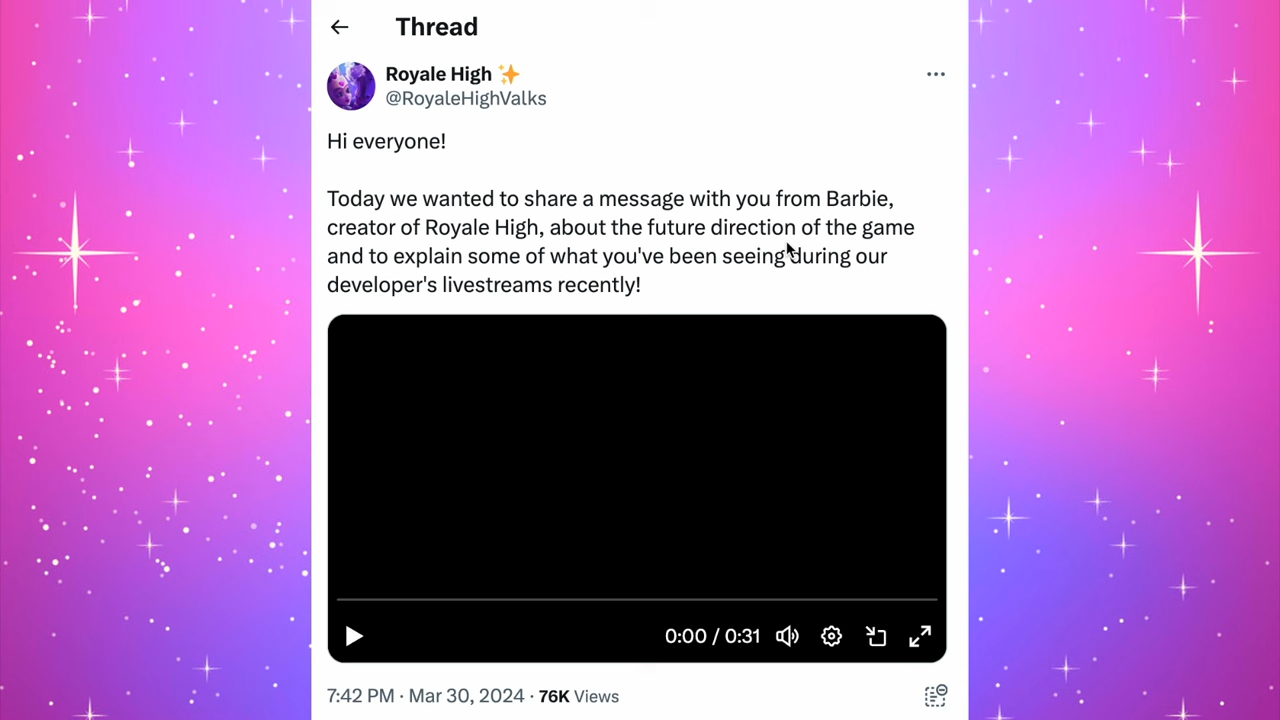 Thread
Royale High ✨
@RoyaleHighValks
Hi everyone!
Today we wanted to share a message with you from Barbie,
creator of Royale High, about the future direction of the game
and to explain some of what you've been seeing during our
developer's livestreams recently!
0:00 / 0:31
7:42 PM · Mar 30, 2024 · 76K Views